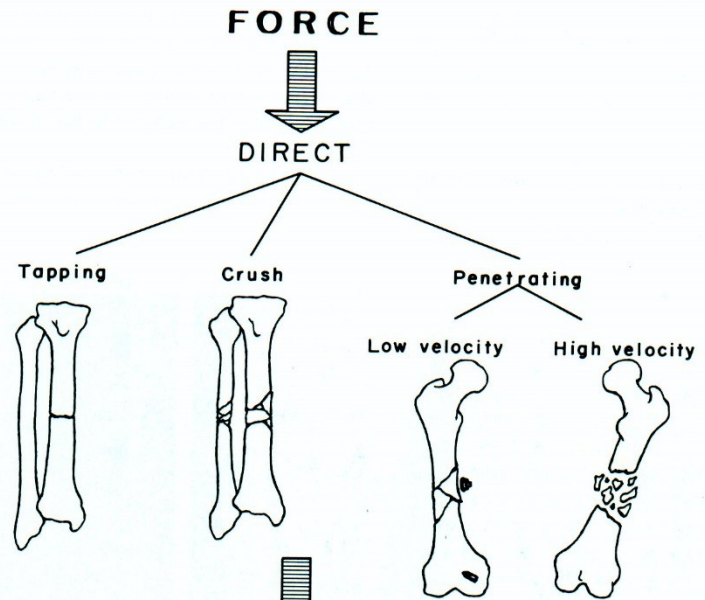 FORCE
DIRECT
Tapping
Crush
Penetrating
Low velocity
High velocity